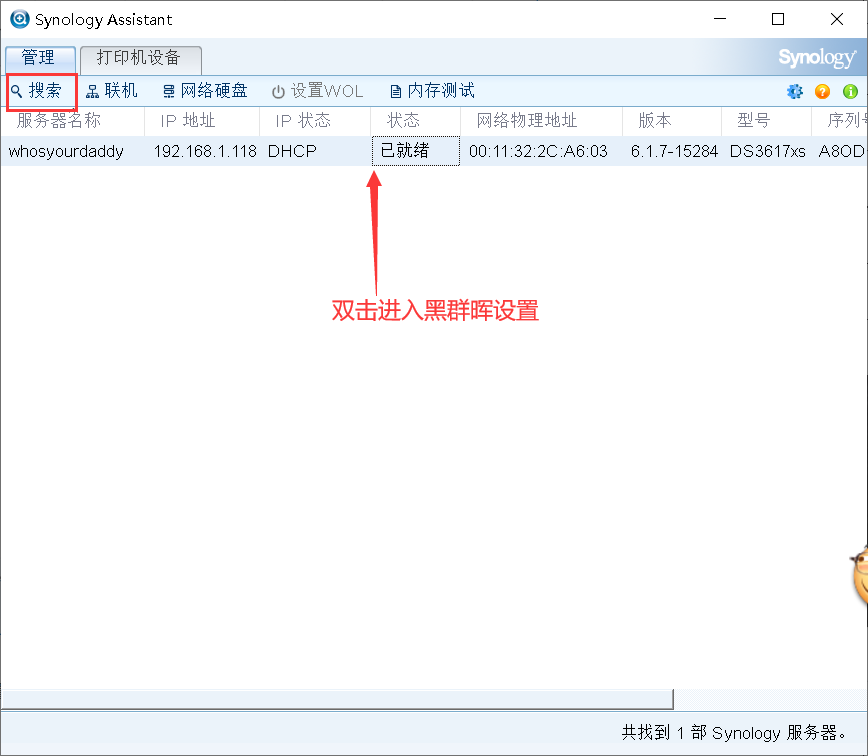 Synology Assistant
管理 打印机设备 Synology
搜索 联机 网络硬盘 设置WOL 内存测试
服务器名称 IP 地址 IP 状态 状态 网络物理地址 版本 型号 序列号
whosyourdaddy 192.168.1.118 DHCP 已就绪 00:11:32:2C:A6:03 6.1.7-15284 DS3617xs A8OD
双击进入黑群晖设置
共找到 1 部 Synology 服务器。